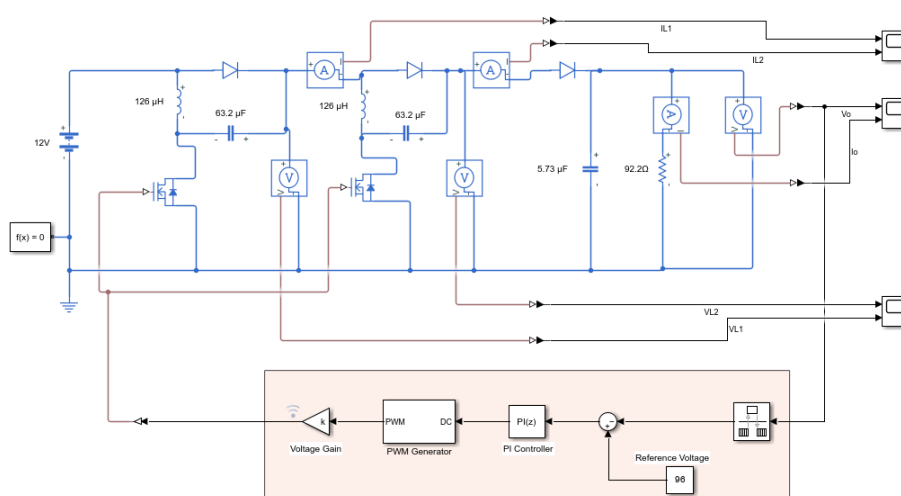 IL1
IL2
A
A
126 µH
63.2 µF
126 µH
63.2 µF
12V
V
V
5.73 µF
92.2Ω
A
V
Vo
Io
f(x) = 0
VL2
VL1
k
PWM DC
PI(z)
Voltage Gain
PWM Generator
PI Controller
Reference Voltage
96